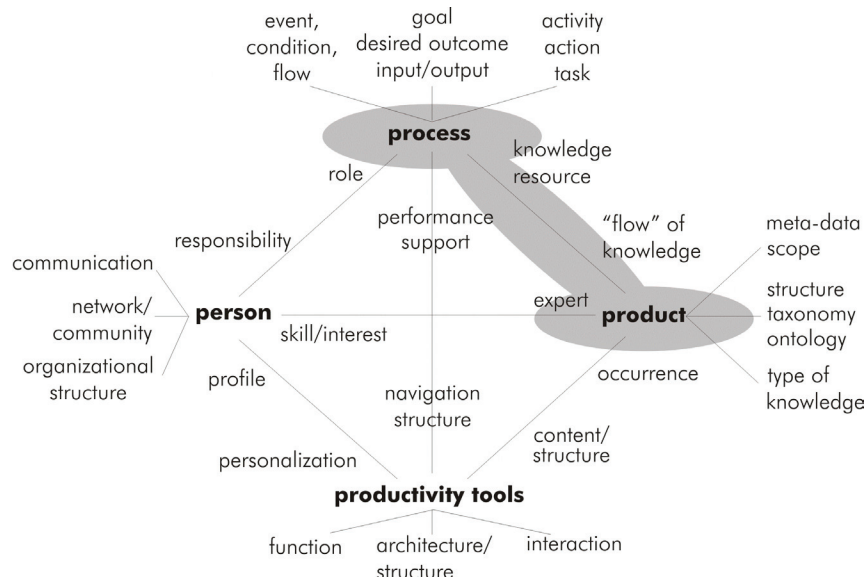 event,
condition,
flow
goal
desired outcome
input/output
activity
action
task
process
knowledge
resource
role
performance
support
responsibility
“flow” of
knowledge
meta-data
scope
communication
network/
community
organizational
structure
person
skill/interest
expert
product
structure
taxonomy
ontology
type of
knowledge
profile
occurrence
navigation
structure
personalization
content/
structure
productivity tools
function
architecture/
structure
interaction